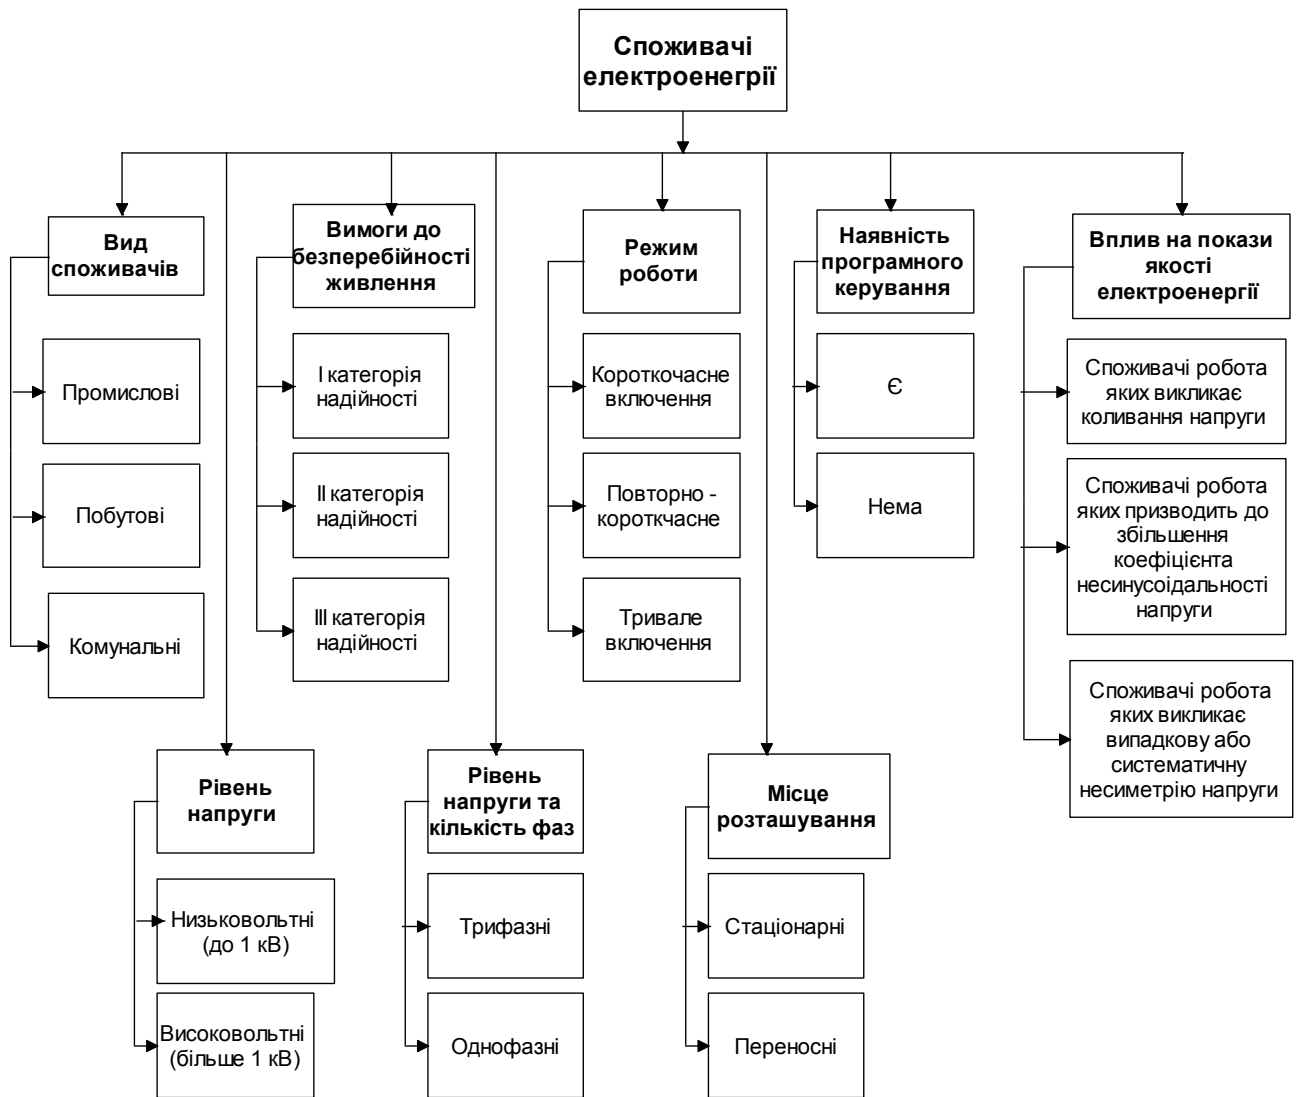 Споживачі
електроенегрії
Вид
споживачів
Промислові
Побутові
Комунальні
Вимоги до
безперебійності
живлення
I категорія
надійності
II категорія
надійності
III категорія
надійності
Режим
роботи
Короткочасне
включення
Повторно -
короткчасне
Тривале
включення
Наявність
програмного
керування
Є
Нема
Вплив на покази
якості
електроенергії
Споживачі робота
яких викликає
коливання напруги
Споживачі робота
яких призводить до
збільшення
коефіцієнта
несинусоідальності
напруги
Споживачі робота
яких викликає
випадкову або
систематичну
несиметрію напруги
Рівень
напруги
Низьковольтні
(до 1 кВ)
Високовольтні
(більше 1 кВ)
Рівень
напруги та
кількість фаз
Трифазні
Однофазні
Місце
розташування
Стаціонарні
Переносні